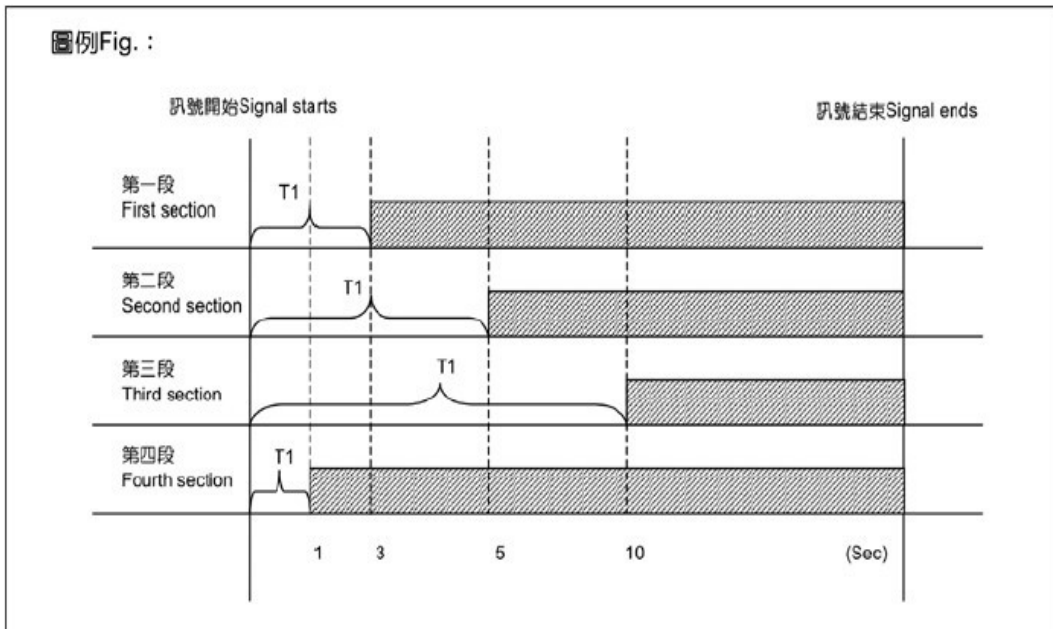 圖例Fig.：
訊號開始Signal starts
訊號結束Signal ends
第一段
First section
T1
第二段
Second section
T1
第三段
Third section
T1
第四段
Fourth section
T1
1 3 5 10 (Sec)